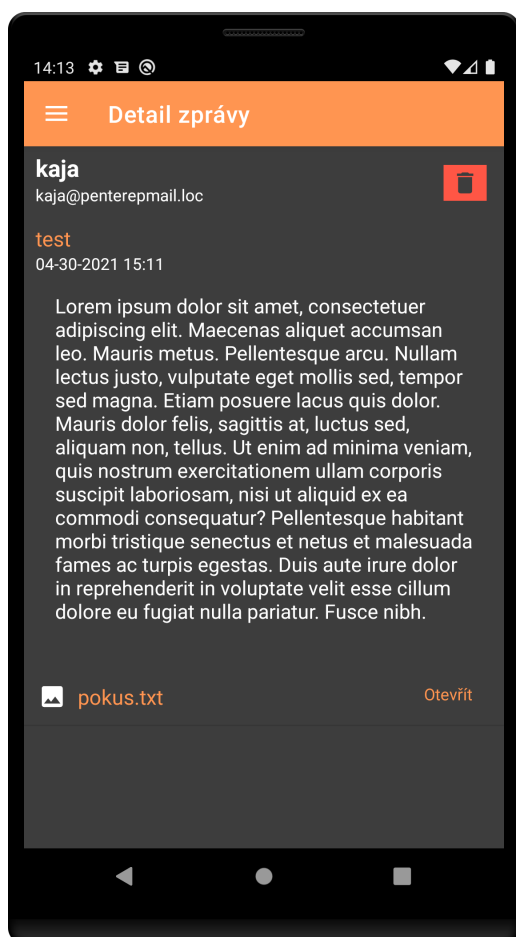 14:13
Detail zprávy
kaja
kaja@penterepmail.loc
test
04-30-2021 15:11
Lorem ipsum dolor sit amet, consectetuer
adipiscing elit. Maecenas aliquet accumsan
leo. Mauris metus. Pellentesque arcu. Nullam
lectus justo, vulputate eget mollis sed, tempor
sed magna. Etiam posuere lacus quis dolor.
Mauris dolor felis, sagittis at, luctus sed,
aliquam non, tellus. Ut enim ad minima veniam,
quis nostrum exercitationem ullam corporis
suscipit laboriosam, nisi ut aliquid ex ea
commodi consequatur? Pellentesque habitant
morbi tristique senectus et netus et malesuada
fames ac turpis egestas. Duis aute irure dolor
in reprehenderit in voluptate velit esse cillum
dolore eu fugiat nulla pariatur. Fusce nibh.
pokus.txt Otevřít